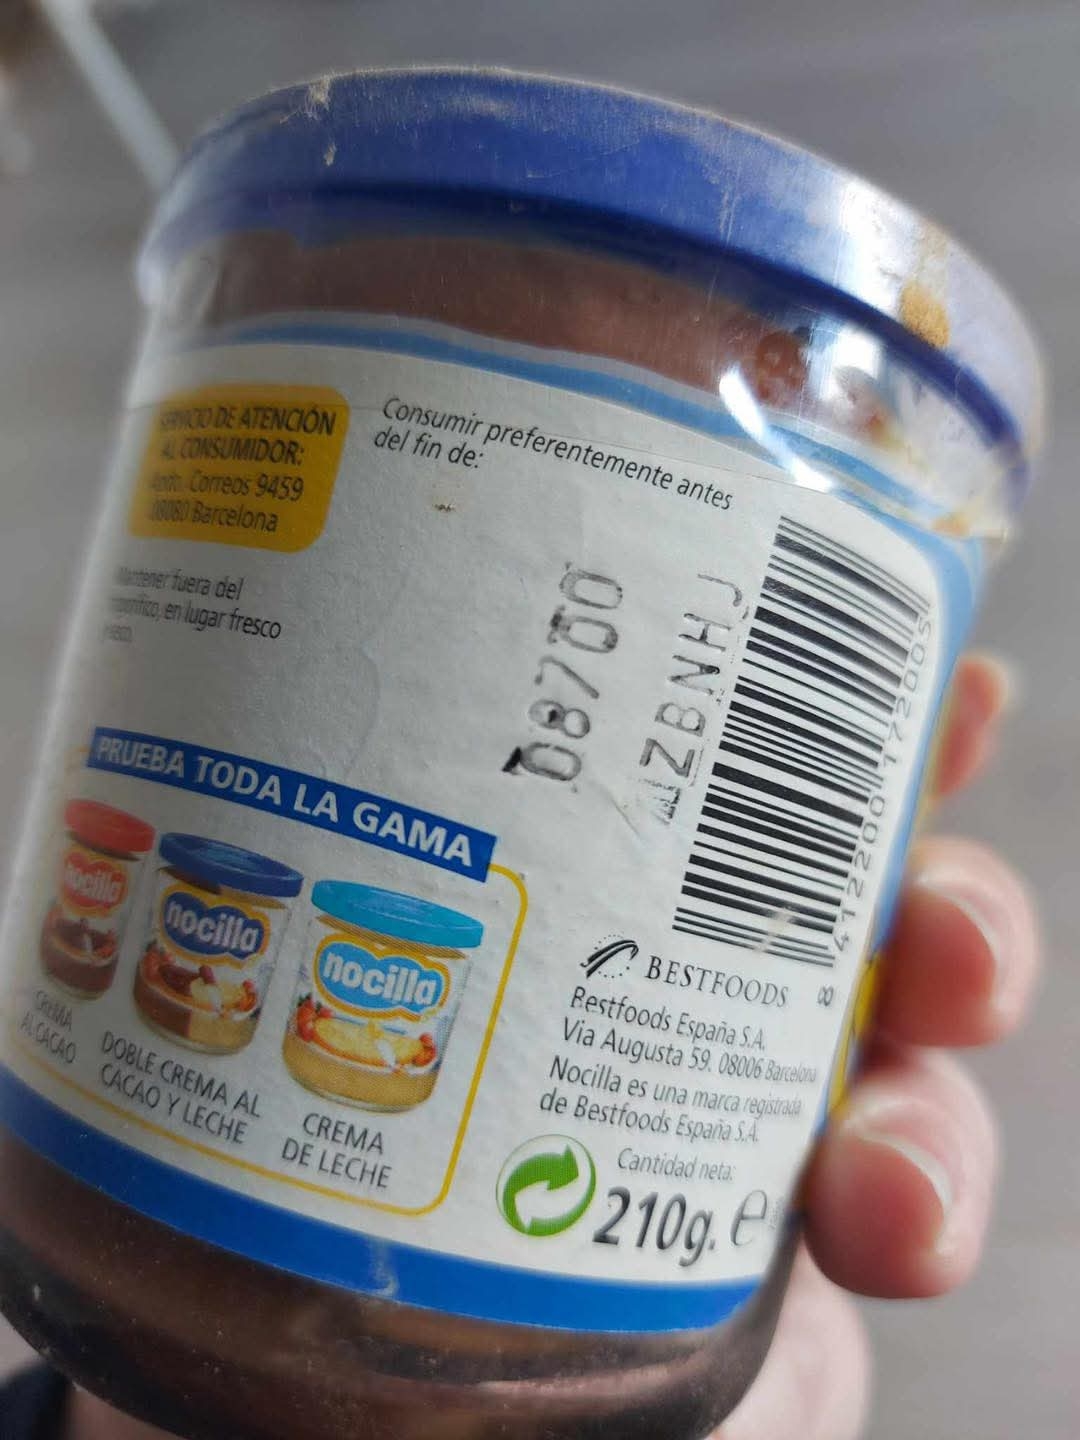 SERVICIO DE ATENCIÓN
AL CONSUMIDOR:
Apdo. Correos 9459
08080 Barcelona
Mantener fuera del
en lugar fresco
Consumir preferentemente antes
del fin de:
ZBNHJ
4122001720058
PRUEBA TODA LA GAMA
nocilla
nocilla
nocilla
CREMA
AL CACAO
DOBLE CREMA AL
CACAO Y LECHE
CREMA
DE LECHE
BESTFOODS
8
Bestfoods España S.A.
Via Augusta 59. 08006 Barcelona
Nocilla es una marca registrada
de Bestfoods España S.A.
Cantidad neta:
210g. e